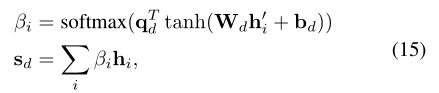 β_i = softmax(q_d^T tanh(W_d h'_i + b_d))
s_d = ∑_i β_i h_i, (15)